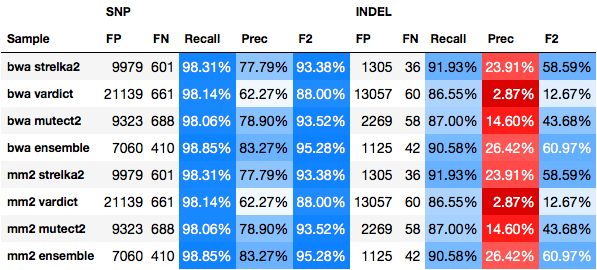 SNP INDEL
Sample FP FN Recall Prec F2 FP FN Recall Prec F2
bwa strelka2 9979 601 98.31% 77.79% 93.38% 1305 36 91.93% 23.91% 58.59%
bwa vardict 21139 661 98.14% 62.27% 88.00% 13057 60 86.55% 2.87% 12.67%
bwa mutect2 9323 688 98.06% 78.90% 93.52% 2269 58 87.00% 14.60% 43.68%
bwa ensemble 7060 410 98.85% 83.27% 95.28% 1125 42 90.58% 26.42% 60.97%
mm2 strelka2 9979 601 98.31% 77.79% 93.38% 1305 36 91.93% 23.91% 58.59%
mm2 vardict 21139 661 98.14% 62.27% 88.00% 13057 60 86.55% 2.87% 12.67%
mm2 mutect2 9323 688 98.06% 78.90% 93.52% 2269 58 87.00% 14.60% 43.68%
mm2 ensemble 7060 410 98.85% 83.27% 95.28% 1125 42 90.58% 26.42% 60.97%